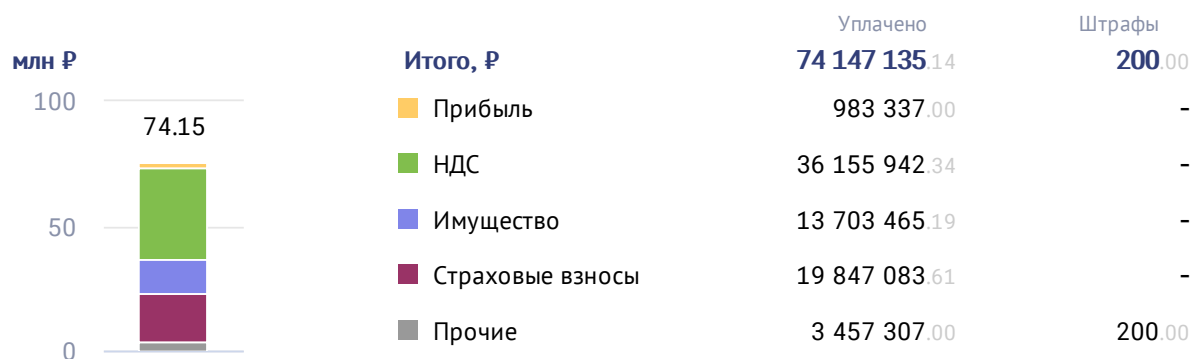 Уплачено Штрафы
млн ₽ Итого, ₽ 74 147 135.14 200.00
100 Прибыль 983 337.00 -
74.15
НДС 36 155 942.34 -
50 Имущество 13 703 465.19 -
Страховые взносы 19 847 083.61 -
Прочие 3 457 307.00 200.00
0